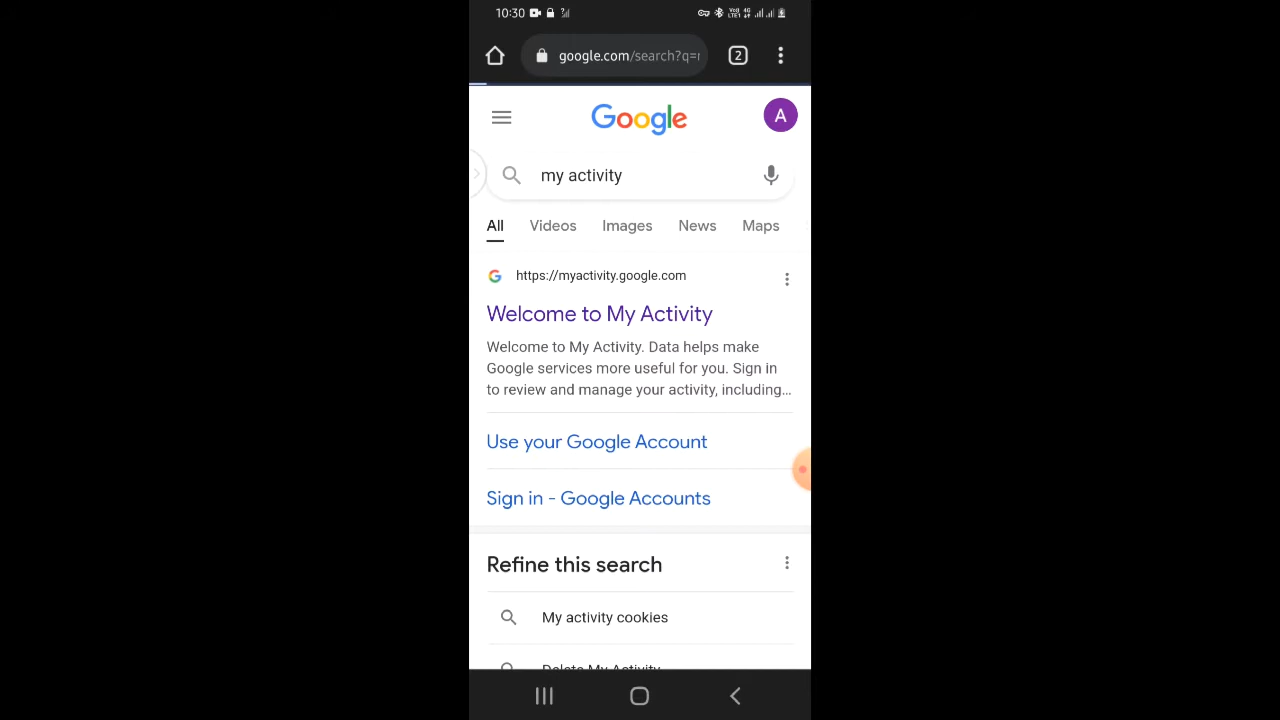 10:30
google.com/search?q=
2
Google
A
my activity
All Videos Images News Maps
https://myactivity.google.com
Welcome to My Activity
Welcome to My Activity. Data helps make
Google services more useful for you. Sign in
to review and manage your activity, including...
Use your Google Account
Sign in - Google Accounts
Refine this search
My activity cookies
Delete My Activity